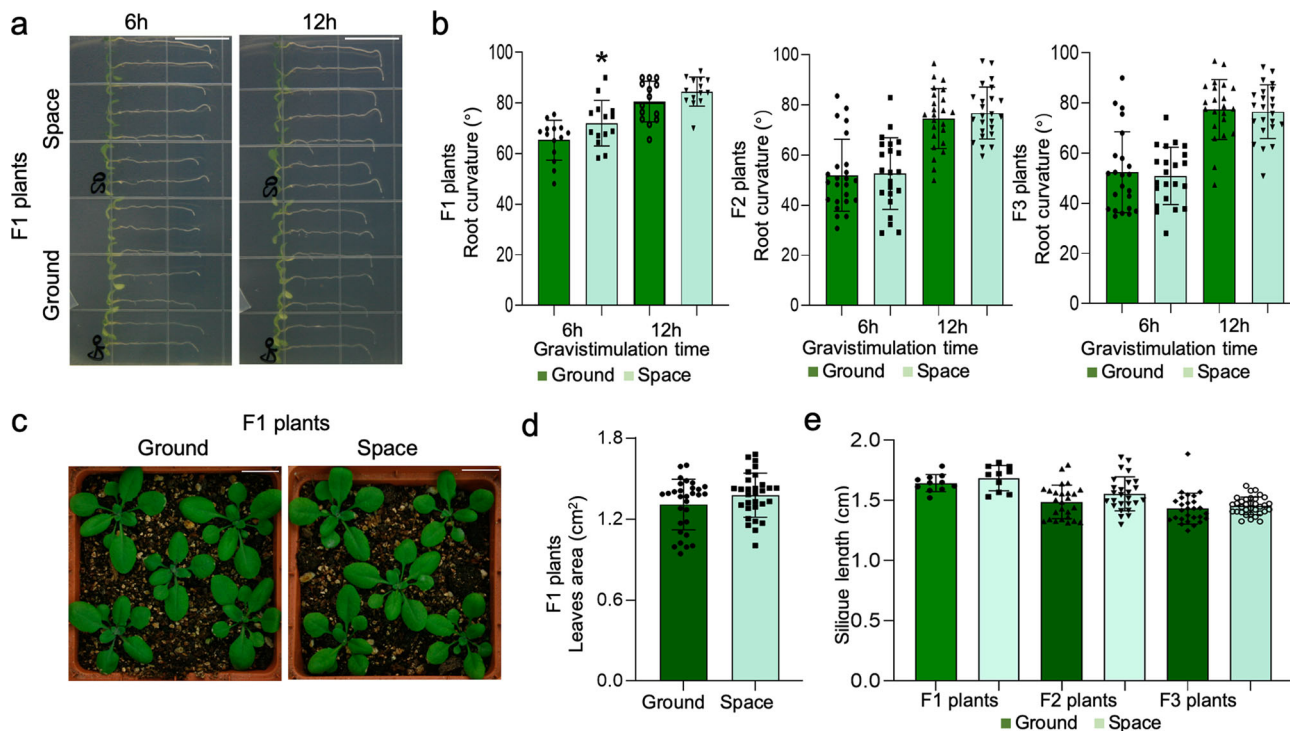 a
6h
12h
F1 plants
Space
Ground
SO
b
F1 plants
Root curvature (°)
100
80
60
40
20
0
*
6h
12h
Gravistimulation time
Ground
Space
F2 plants
Root curvature (°)
100
80
60
40
20
0
6h
12h
Gravistimulation time
Ground
Space
F3 plants
Root curvature (°)
100
80
60
40
20
0
6h
12h
Gravistimulation time
Ground
Space
c
F1 plants
Ground
Space
d
F1 plants
Leaves area (cm²)
1.8
1.2
0.6
0.0
Ground
Space
e
Silique length (cm)
2.0
1.5
1.0
0.5
0.0
F1 plants
F2 plants
F3 plants
Ground
Space